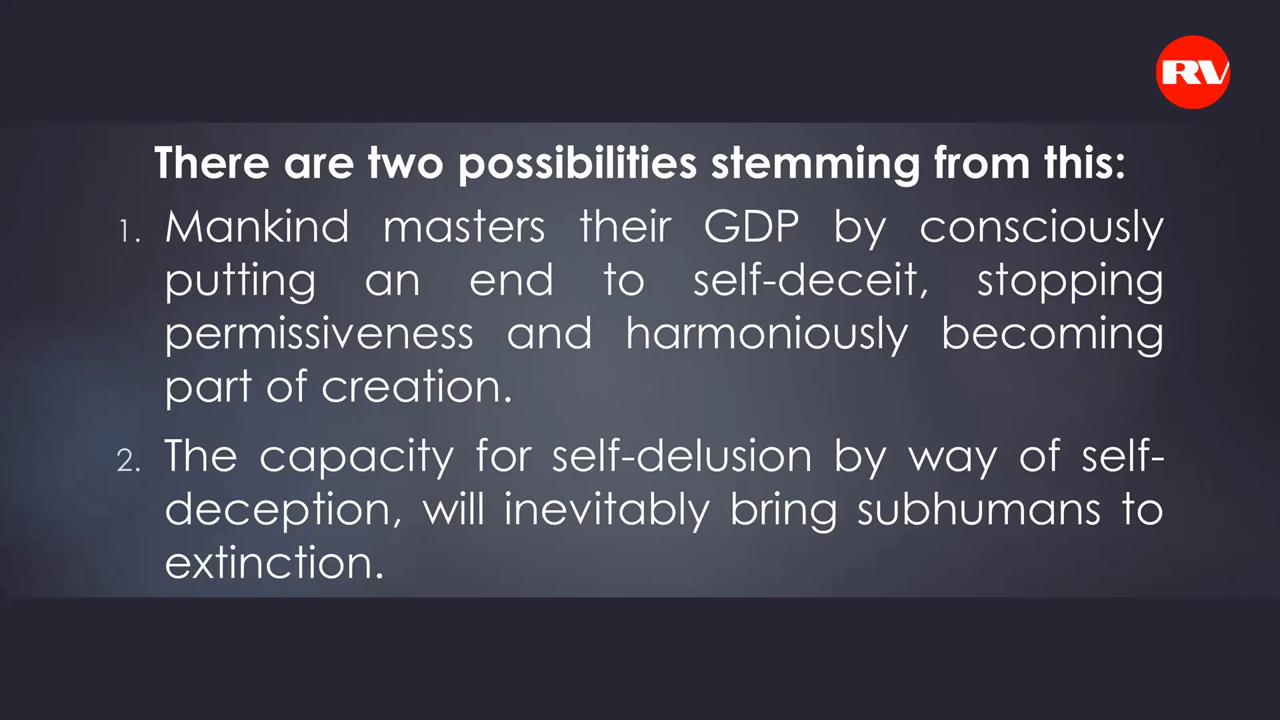 RV
There are two possibilities stemming from this:
1. Mankind masters their GDP by consciously
putting an end to self-deceit, stopping
permissiveness and harmoniously becoming
part of creation.
2. The capacity for self-delusion by way of self-
deception, will inevitably bring subhumans to
extinction.